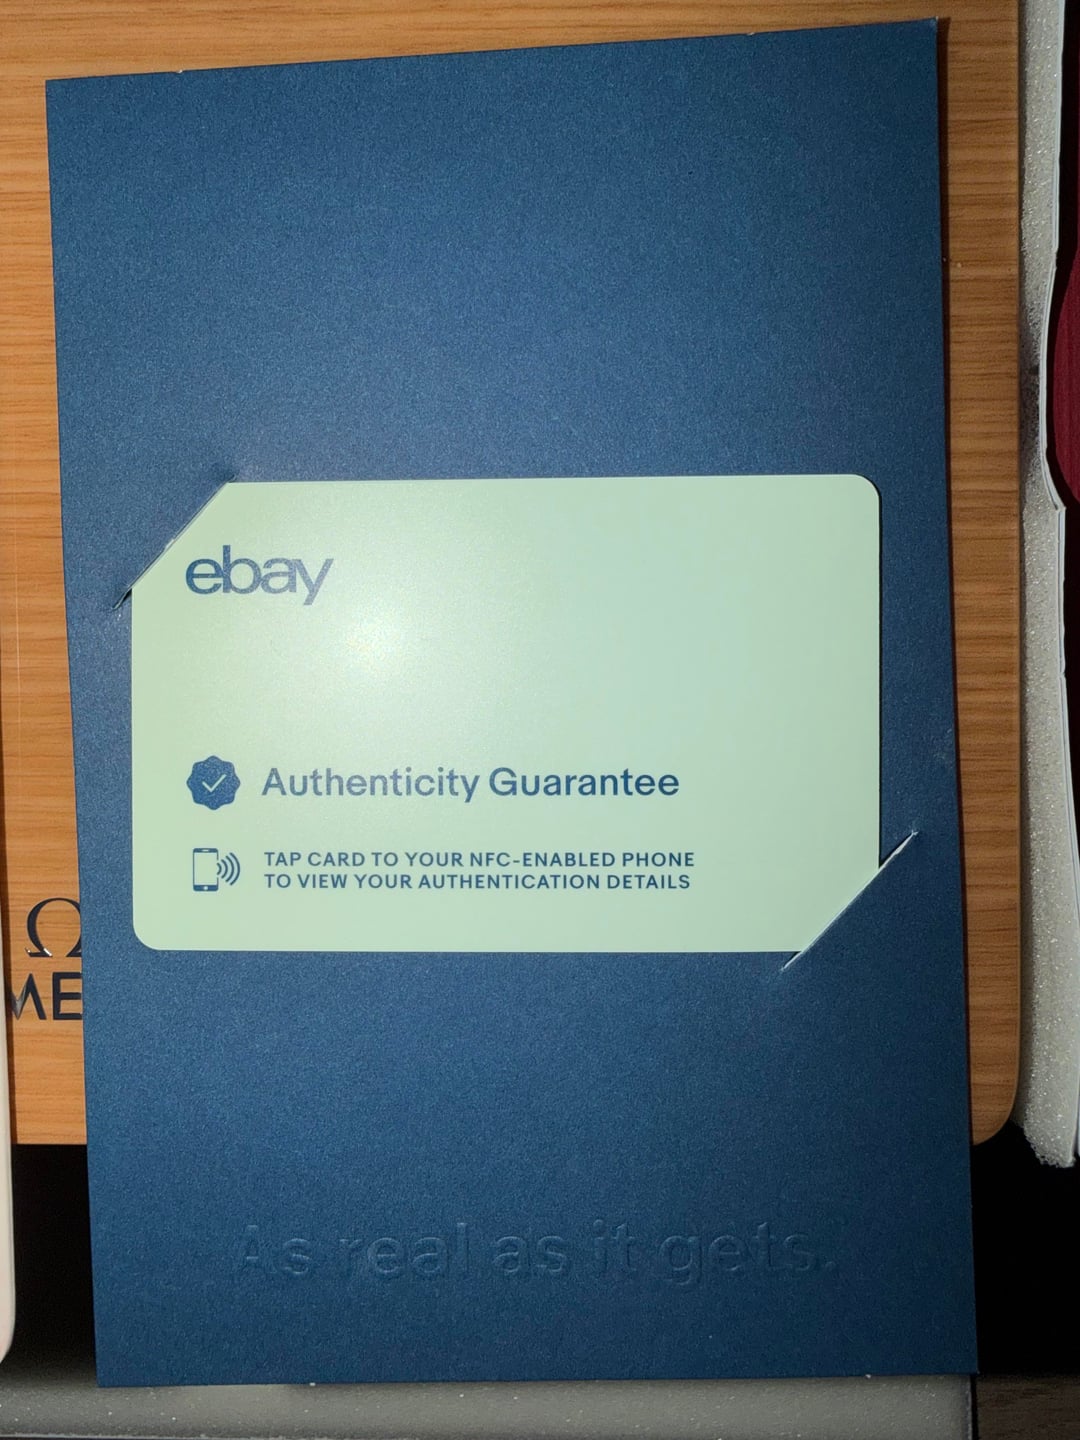 ebay
Authenticity Guarantee
TAP CARD TO YOUR NFC-ENABLED PHONE
TO VIEW YOUR AUTHENTICATION DETAILS
Ω
ME
As real as it gets.